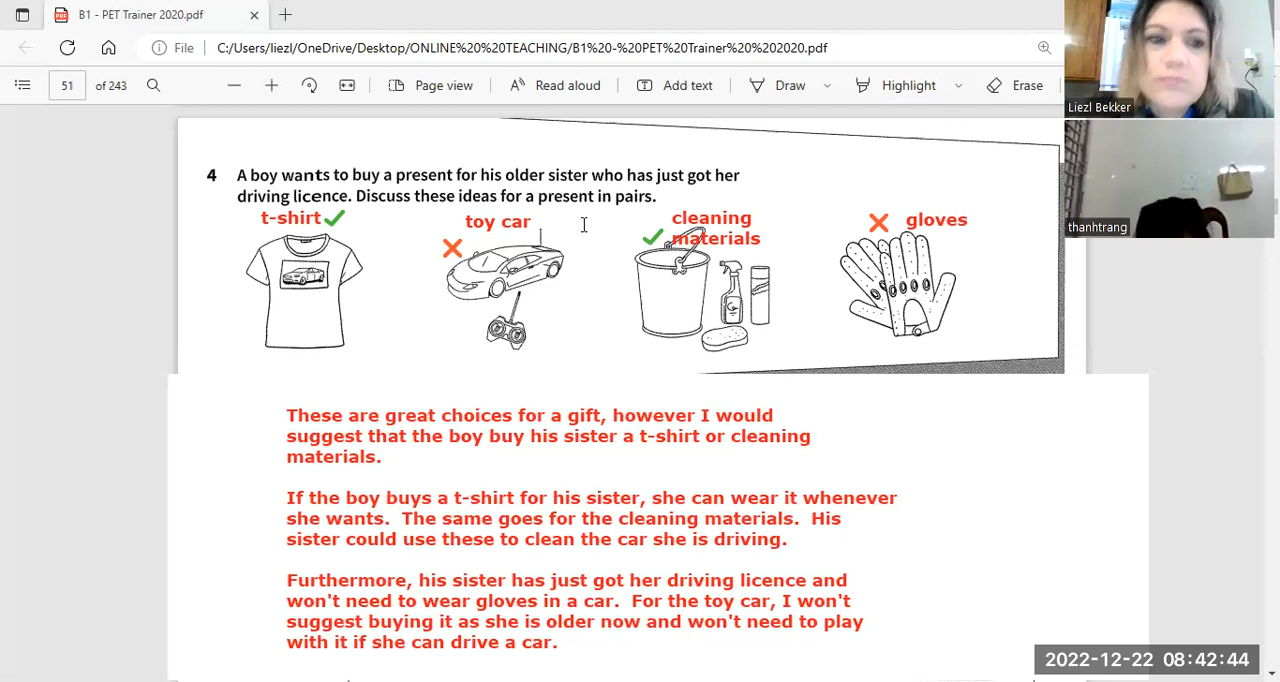 B1 - PET Trainer 2020.pdf
File C:/Users/liezl/OneDrive/Desktop/ONLINE%20%20TEACHING/B1%20-%20PET%20Trainer%20%202020.pdf
51 of 243 Page view Read aloud Add text Draw Highlight Erase
Liezl Bekker
thanhtrang
4 A boy wants to buy a present for his older sister who has just got her
driving licence. Discuss these ideas for a present in pairs.
t-shirt
toy car
cleaning
materials
gloves
These are great choices for a gift, however I would
suggest that the boy buy his sister a t-shirt or cleaning
materials.
If the boy buys a t-shirt for his sister, she can wear it whenever
she wants. The same goes for the cleaning materials. His
sister could use these to clean the car she is driving.
Furthermore, his sister has just got her driving licence and
won't need to wear gloves in a car. For the toy car, I won't
suggest buying it as she is older now and won't need to play
with it if she can drive a car.
2022-12-22 08:42:44